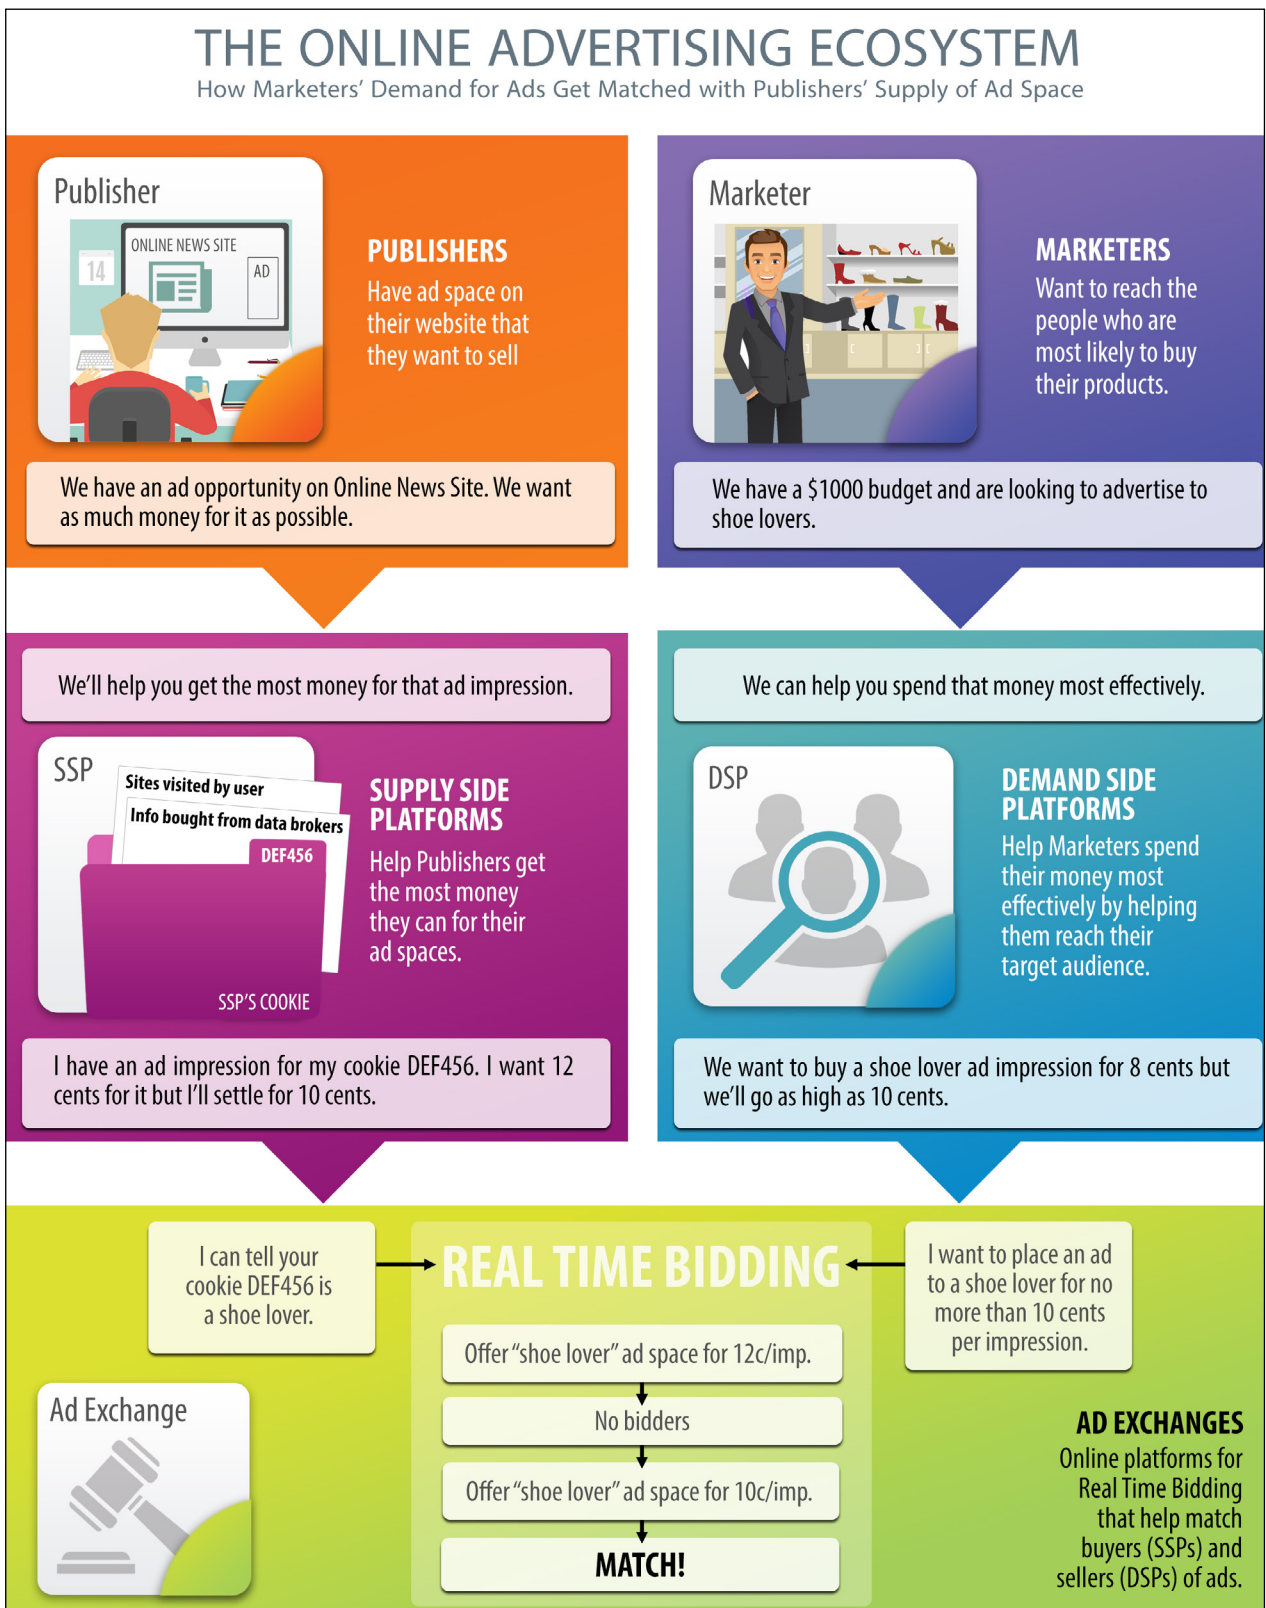 THE ONLINE ADVERTISING ECOSYSTEM
How Marketers' Demand for Ads Get Matched with Publishers' Supply of Ad Space
Publisher
14
ONLINE NEWS SITE
AD
PUBLISHERS
Have ad space on
their website that
they want to sell
We have an ad opportunity on Online News Site. We want
as much money for it as possible.
Marketer
MARKETERS
Want to reach the
people who are
most likely to buy
their products.
We have a $1000 budget and are looking to advertise to
shoe lovers.
We'll help you get the most money for that ad impression.
SSP
Sites visited by user
Info bought from data brokers
DEF456
SSP'S COOKIE
SUPPLY SIDE
PLATFORMS
Help Publishers get
the most money
they can for their
ad spaces.
I have an ad impression for my cookie DEF456. I want 12
cents for it but I'll settle for 10 cents.
We can help you spend that money most effectively.
DSP
DEMAND SIDE
PLATFORMS
Help Marketers spend
their money most
effectively by helping
them reach their
target audience.
We want to buy a shoe lover ad impression for 8 cents but
we'll go as high as 10 cents.
I can tell your
cookie DEF456 is
a shoe lover.
REAL TIME BIDDING
I want to place an ad
to a shoe lover for no
more than 10 cents
per impression.
Offer "shoe lover" ad space for 12c/imp.
No bidders
Offer "shoe lover" ad space for 10c/imp.
MATCH!
Ad Exchange
AD EXCHANGES
Online platforms for
Real Time Bidding
that help match
buyers (SSPs) and
sellers (DSPs) of ads.